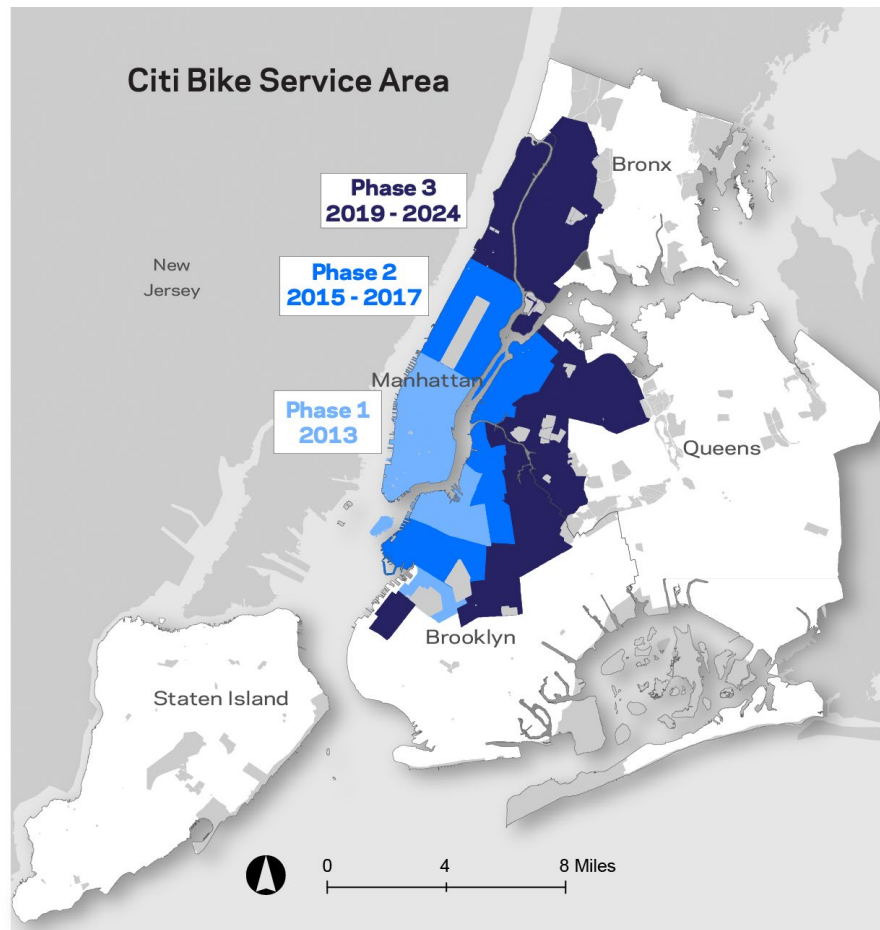 Citi Bike Service Area
Bronx
Phase 3
2019 - 2024
New
Jersey
Phase 2
2015 - 2017
Manhattan
Phase 1
2013
Queens
Brooklyn
Staten Island
0 4 8 Miles